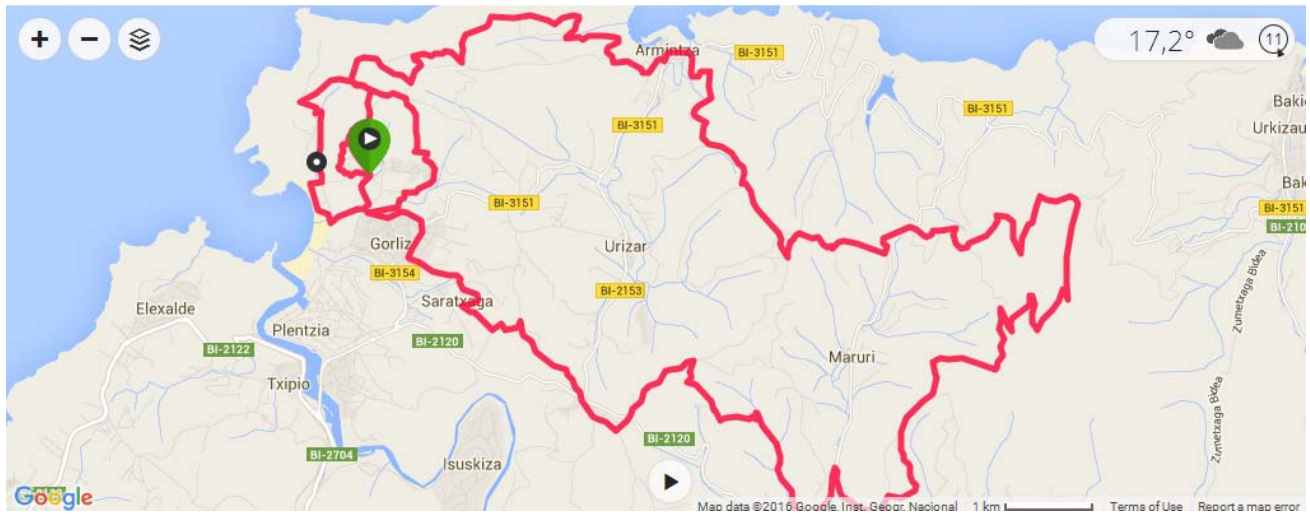 + −
17,2° 11
Armintza
BI-3151
BI-3151
BI-3151
Bakio
Urkizau
Bak
BI-3151
BI-3151
BI-210
Gorliz
Urizar
BI-3154
BI-2153
Elexalde
Saratxaga
Plentzia
BI-2122
BI-2120
Txipio
Maruri
Zumetxaga Bidea
Zumetxaga Bidea
BI-2120
BI-2704
Isuskiza
Google
Map data ©2016 Google, Inst. Geogr. Nacional 1 km Terms of Use Report a map error